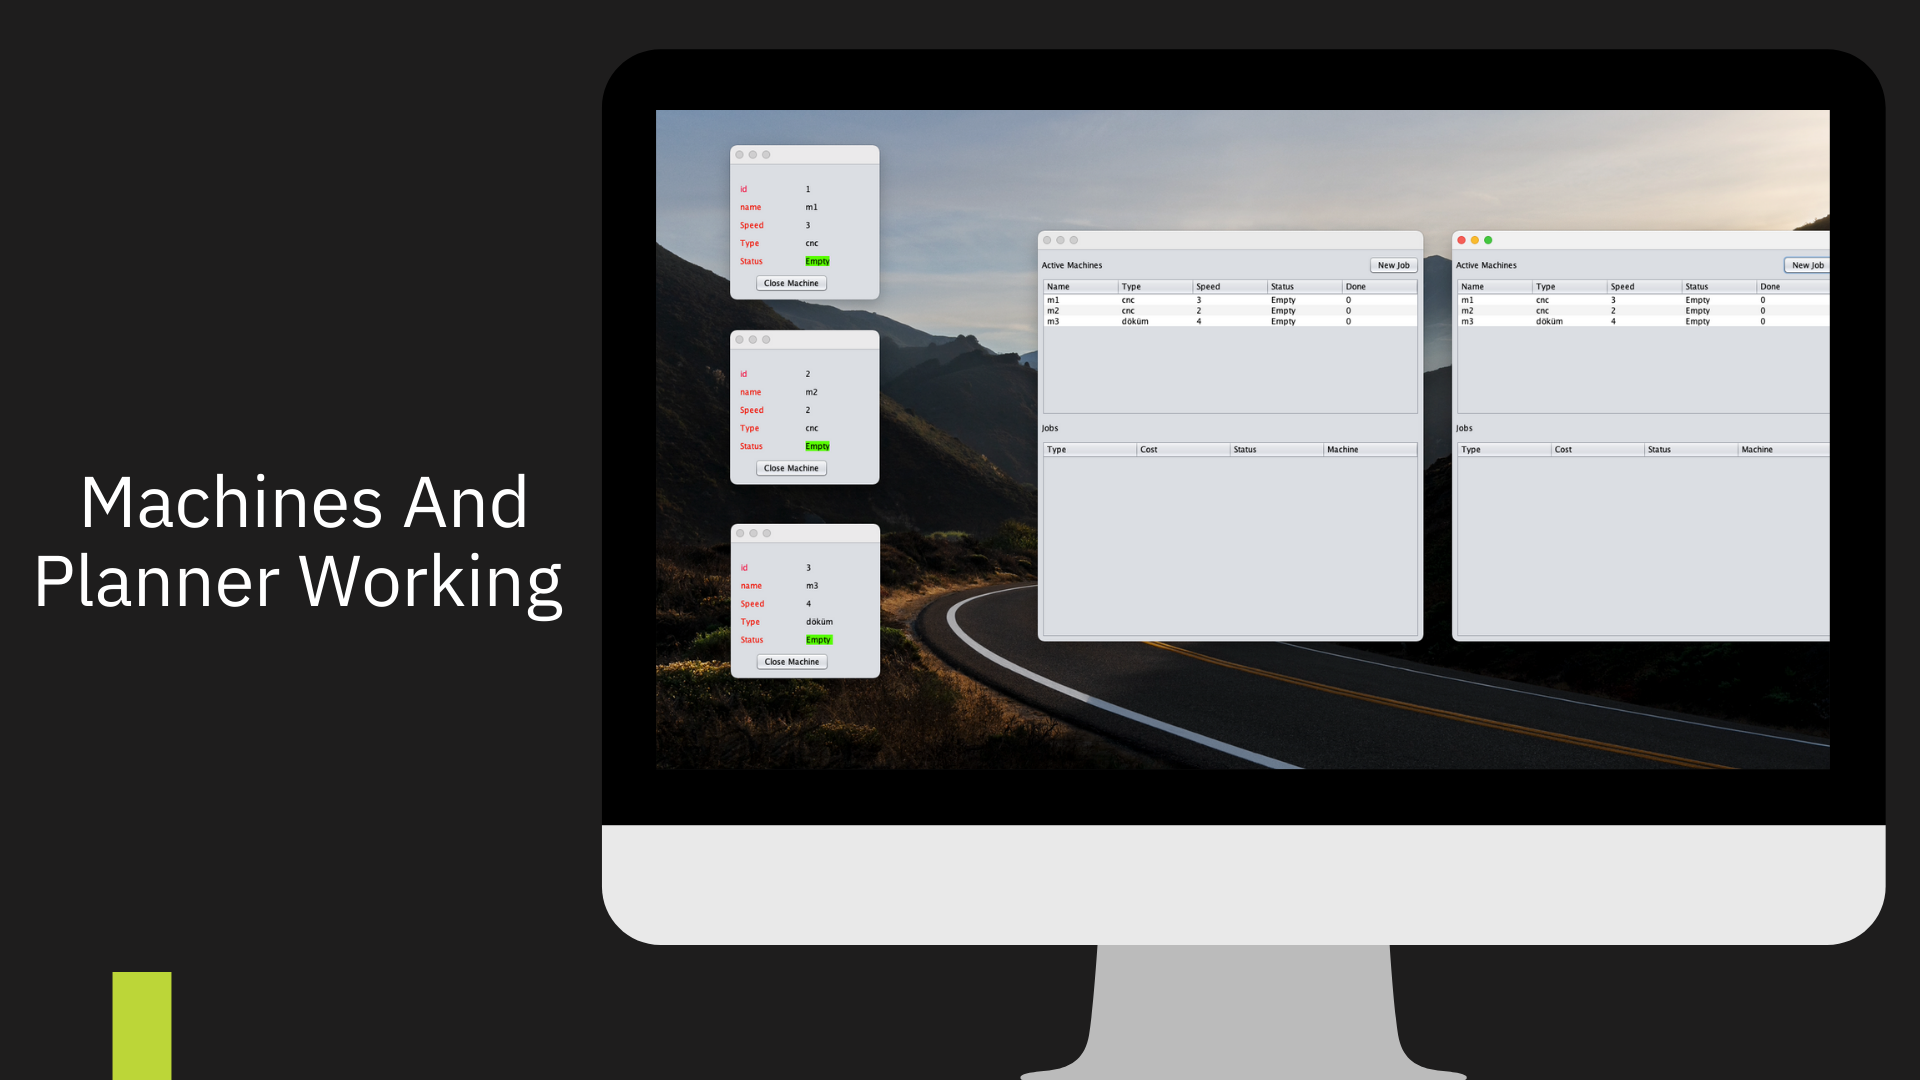 Machines And
Planner Working
id 1
name m1
Speed 3
Type cnc
Status Empty
Close Machine
id 2
name m2
Speed 2
Type cnc
Status Empty
Close Machine
id 3
name m3
Speed 4
Type döküm
Status Empty
Close Machine
Active Machines New Job
Name Type Speed Status Done
m1 cnc 3 Empty 0
m2 cnc 2 Empty 0
m3 döküm 4 Empty 0
Jobs
Type Cost Status Machine
Active Machines New Job
Name Type Speed Status Done
m1 cnc 3 Empty 0
m2 cnc 2 Empty 0
m3 döküm 4 Empty 0
Jobs
Type Cost Status Machine